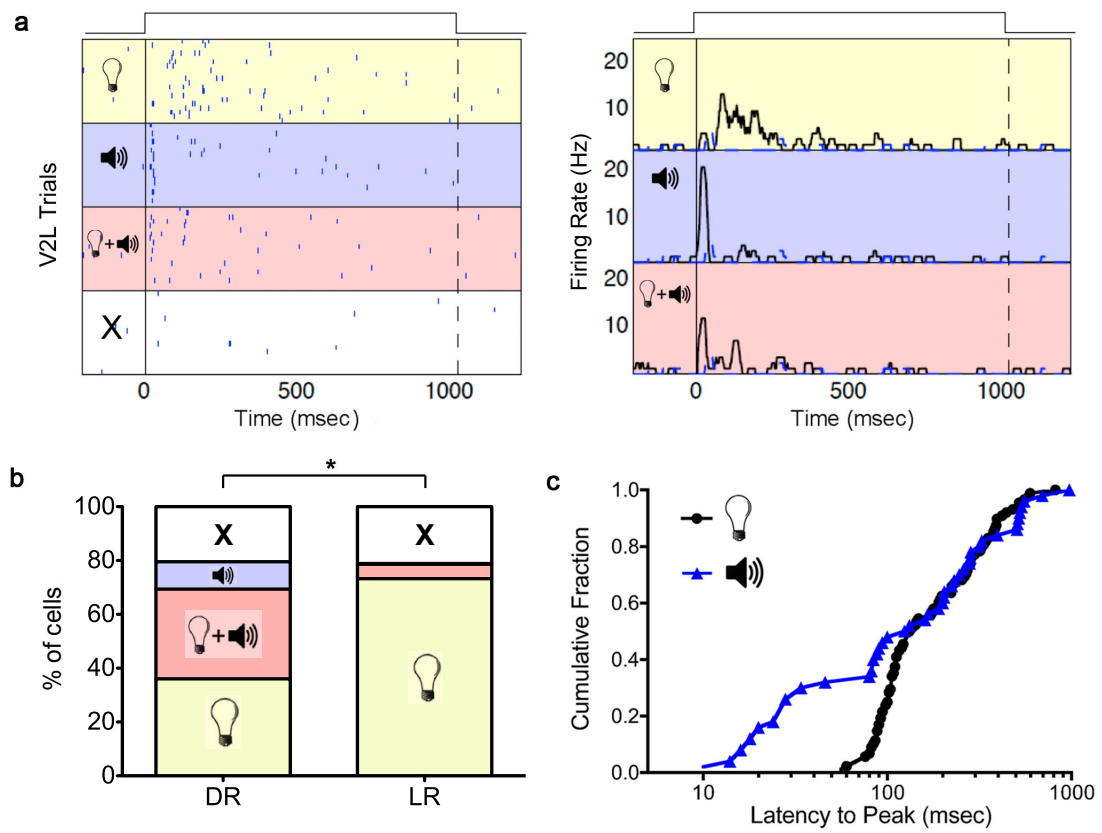 a
V2L Trials
+
X
0 500 1000
Time (msec)
Firing Rate (Hz)
20
10
20
10
20
+
10
0 500 1000
Time (msec)
b
*
% of cells
100
80
60
40
20
0
X X
+
DR LR
c
Cumulative Fraction
1.0
0.8
0.6
0.4
0.2
0.0
10 100 1000
Latency to Peak (msec)